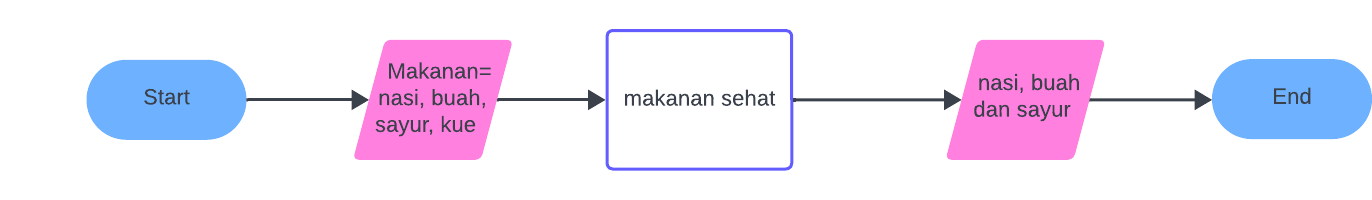 Start
Makanan=
nasi, buah,
sayur, kue
makanan sehat
nasi, buah
dan sayur
End